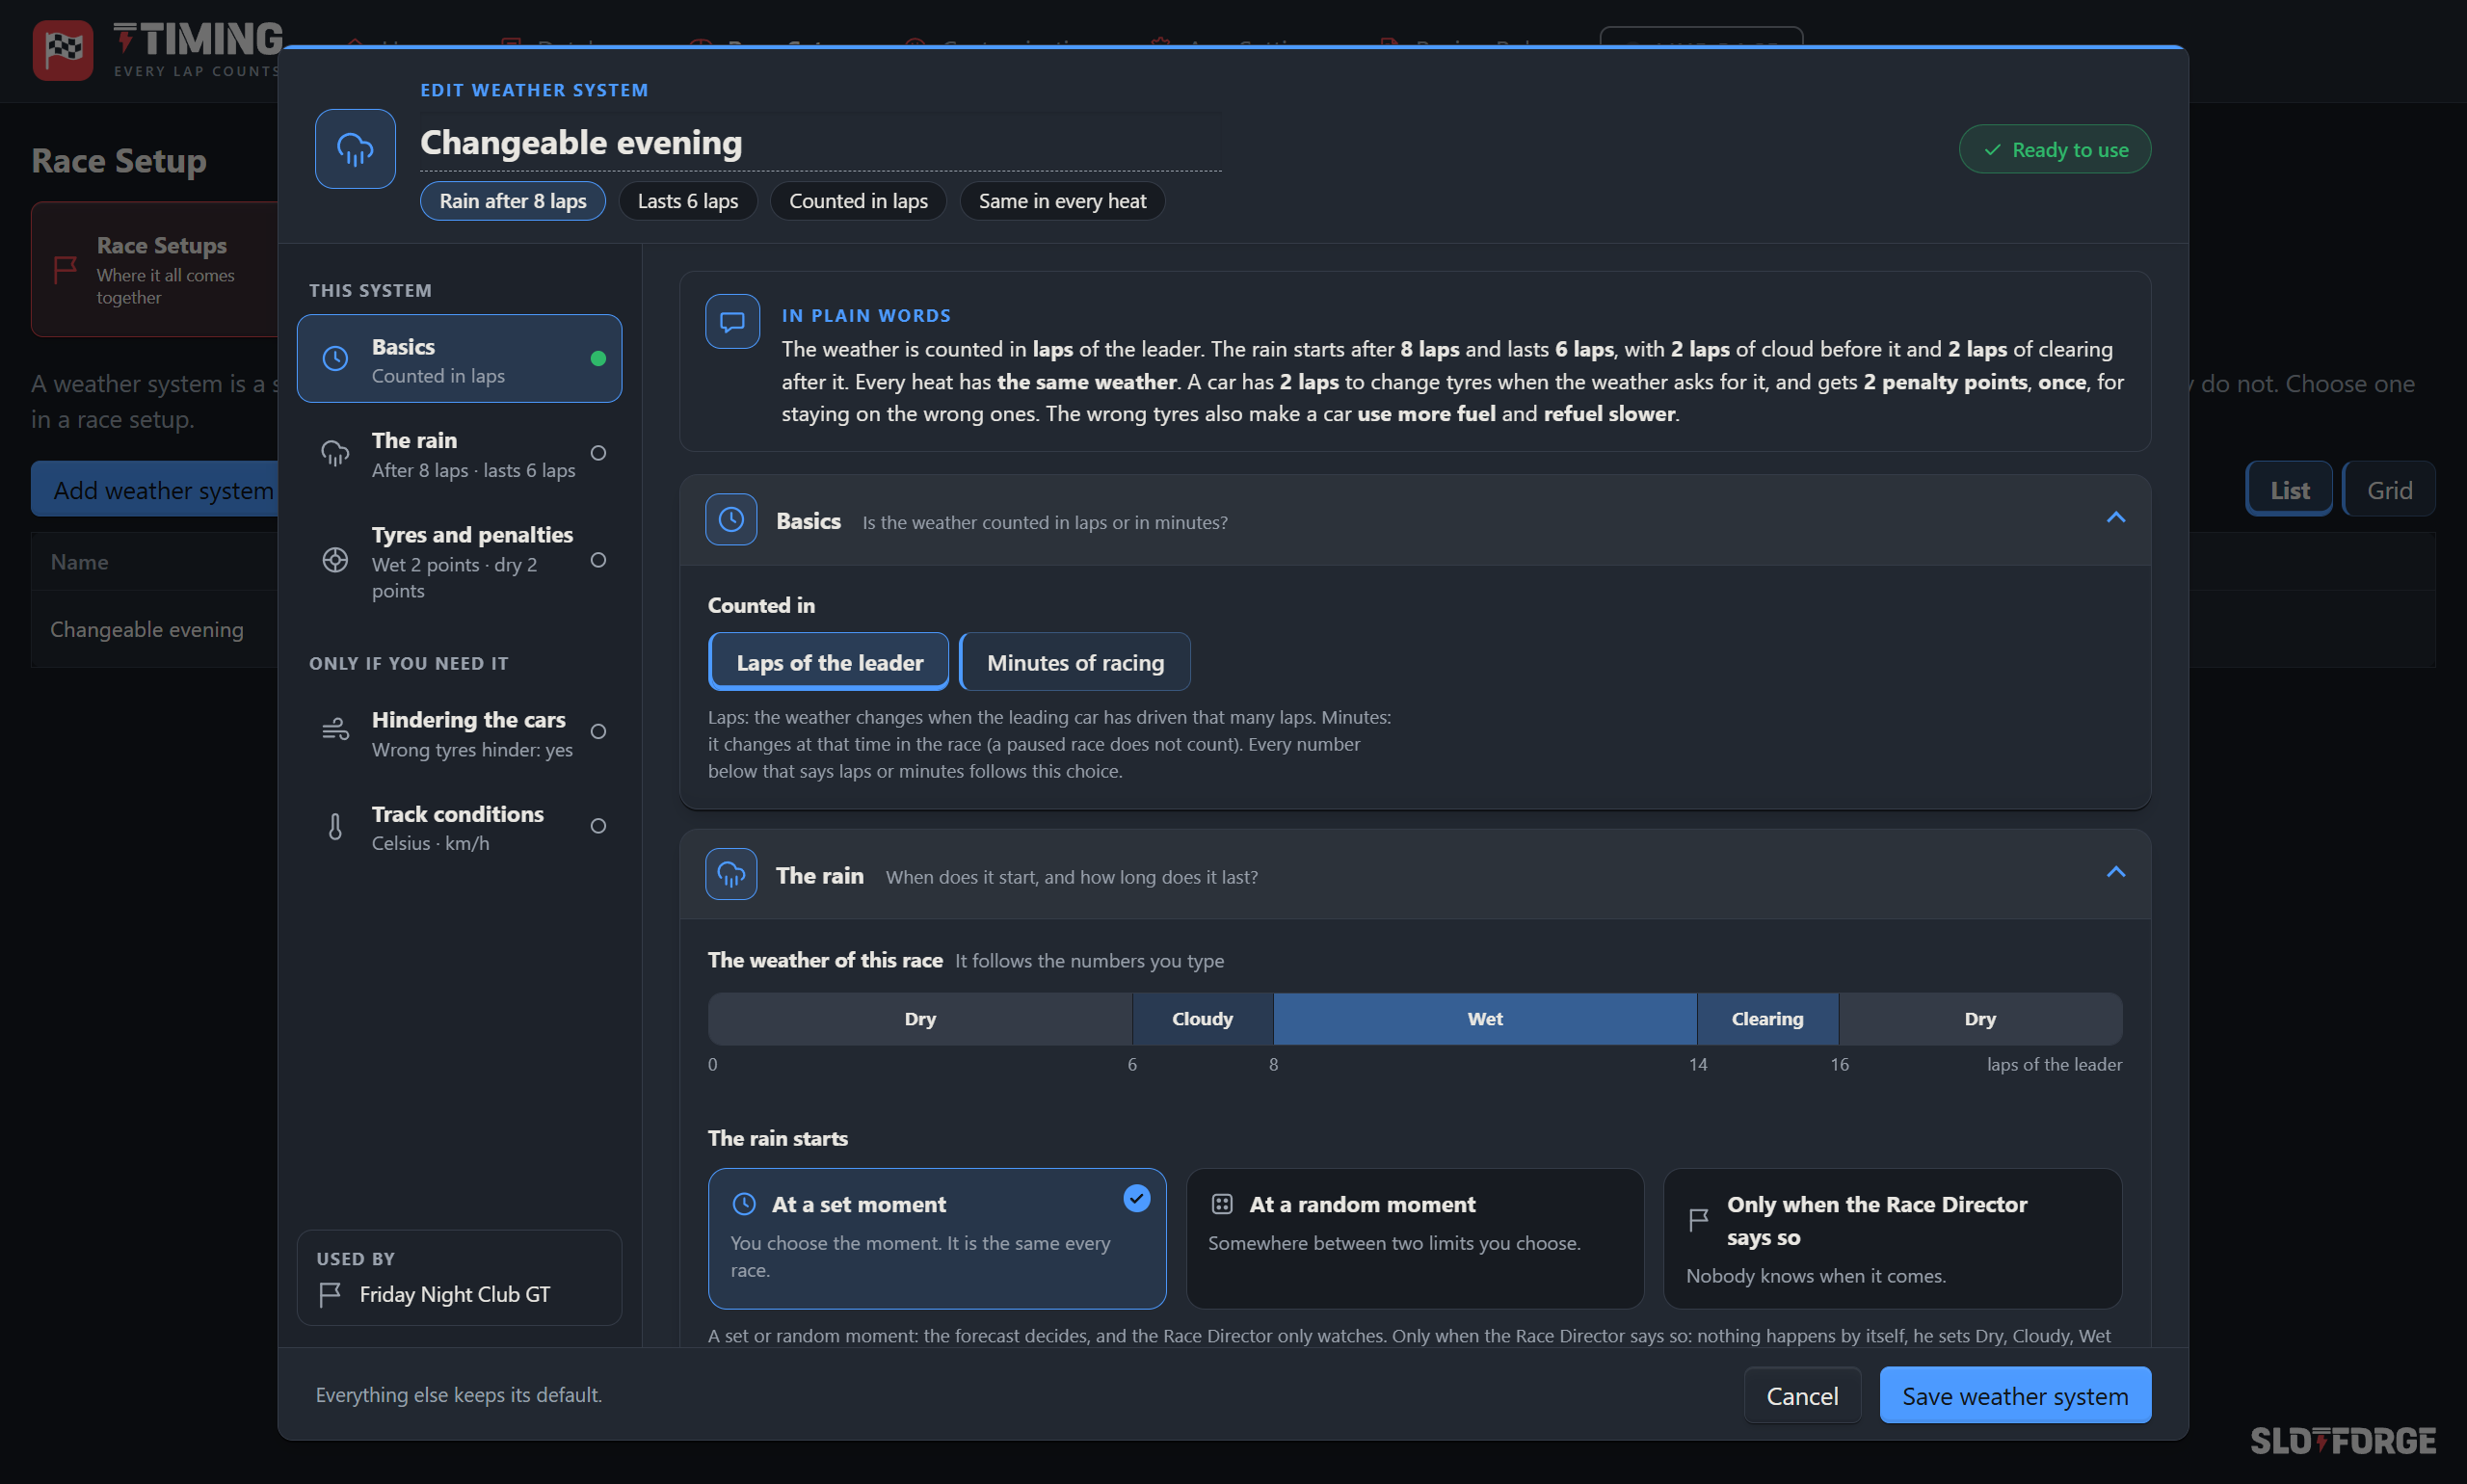 TIMING
EVERY LAP COUNTS
EDIT WEATHER SYSTEM
Changeable evening
Ready to use
Rain after 8 laps
Lasts 6 laps
Counted in laps
Same in every heat
Race Setup
Race Setups
Where it all comes
together
A weather system is a
do not. Choose one
in a race setup.
Add weather system
List
Grid
Name
Changeable evening
THIS SYSTEM
Basics
Counted in laps
The rain
After 8 laps · lasts 6 laps
Tyres and penalties
Wet 2 points · dry 2
points
ONLY IF YOU NEED IT
Hindering the cars
Wrong tyres hinder: yes
Track conditions
Celsius · km/h
USED BY
Friday Night Club GT
IN PLAIN WORDS
The weather is counted in laps of the leader. The rain starts after 8 laps and lasts 6 laps, with 2 laps of cloud before it and 2 laps of clearing
after it. Every heat has the same weather. A car has 2 laps to change tyres when the weather asks for it, and gets 2 penalty points, once, for
staying on the wrong ones. The wrong tyres also make a car use more fuel and refuel slower.
Basics Is the weather counted in laps or in minutes?
Counted in
Laps of the leader
Minutes of racing
Laps: the weather changes when the leading car has driven that many laps. Minutes:
it changes at that time in the race (a paused race does not count). Every number
below that says laps or minutes follows this choice.
The rain When does it start, and how long does it last?
The weather of this race It follows the numbers you type
Dry Cloudy Wet Clearing Dry
0 6 8 14 16 laps of the leader
The rain starts
At a set moment
You choose the moment. It is the same every
race.
At a random moment
Somewhere between two limits you choose.
Only when the Race Director
says so
Nobody knows when it comes.
A set or random moment: the forecast decides, and the Race Director only watches. Only when the Race Director says so: nothing happens by itself, he sets Dry, Cloudy, Wet
Everything else keeps its default.
Cancel
Save weather system
SLOTFORGE